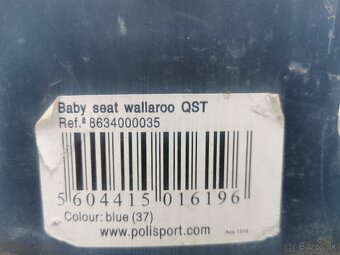 Baby seat wallaroo QST
Ref.ª 8634000035
5 604415 016196
Colour: blue (37)
www.polisport.com